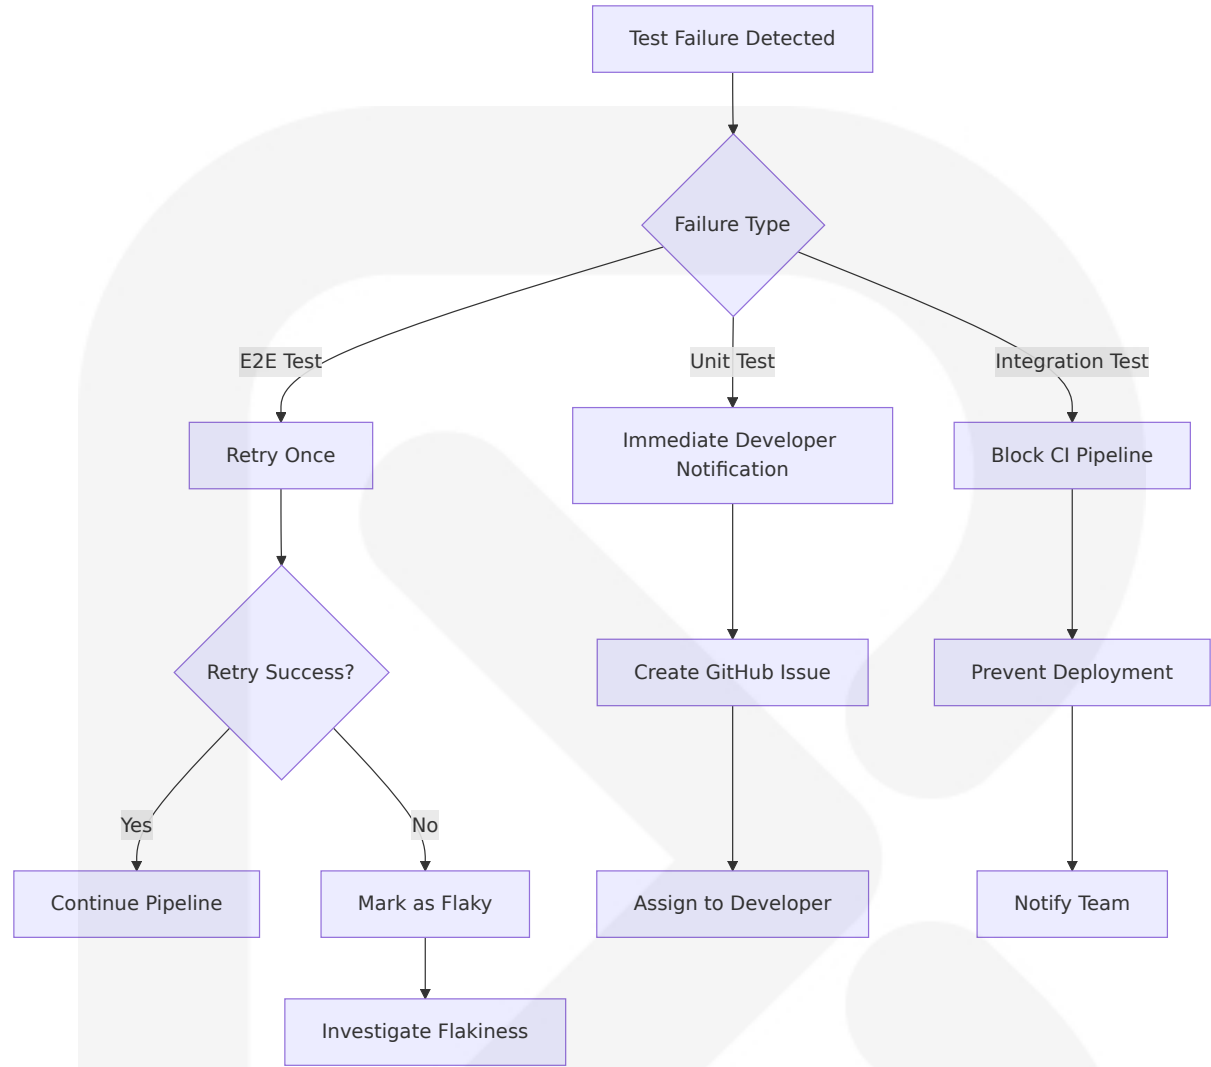 Test Failure Detected
Failure Type
E2E Test
Unit Test
Integration Test
Retry Once
Immediate Developer
Notification
Block CI Pipeline
Retry Success?
Create GitHub Issue
Prevent Deployment
Yes
No
Continue Pipeline
Mark as Flaky
Assign to Developer
Notify Team
Investigate Flakiness